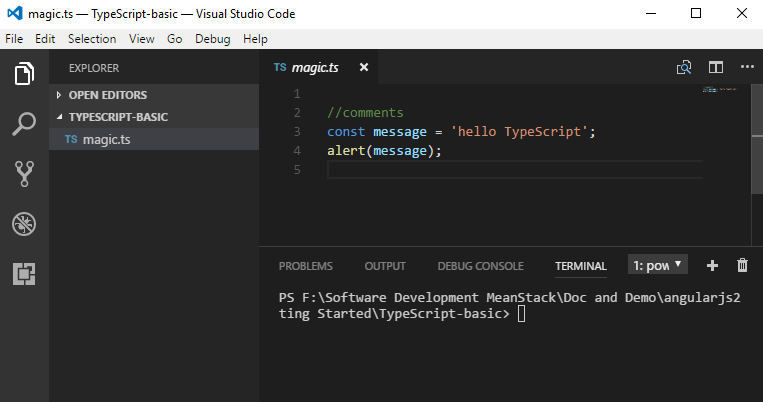 magic.ts — TypeScript-basic — Visual Studio Code
File Edit Selection View Go Debug Help
EXPLORER
OPEN EDITORS
TYPESCRIPT-BASIC
TS magic.ts
TS magic.ts
1
2 //comments
3 const message = 'hello TypeScript';
4 alert(message);
5
PROBLEMS OUTPUT DEBUG CONSOLE TERMINAL 1: pow
PS F:\Software Development MeanStack\Doc and Demo\angularjs2
ting Started\TypeScript-basic>